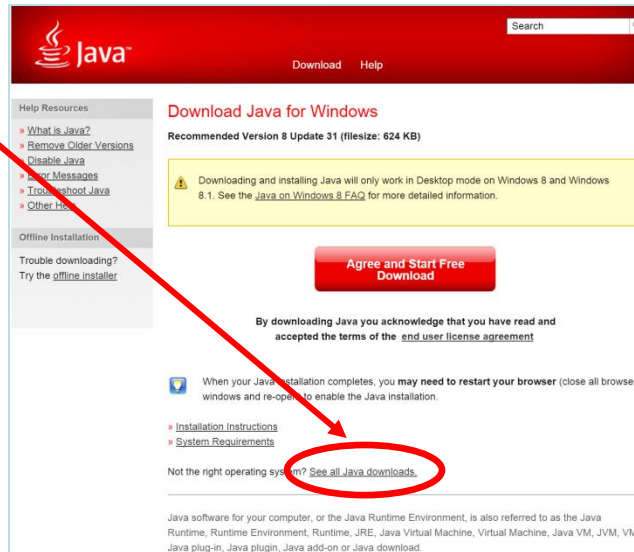 Search
Java™
Download Help
Help Resources
» What is Java?
» Remove Older Versions
» Disable Java
» Error Messages
» Troubleshoot Java
» Other Help
Offline Installation
Trouble downloading?
Try the offline installer
Download Java for Windows
Recommended Version 8 Update 31 (filesize: 624 KB)
Downloading and installing Java will only work in Desktop mode on Windows 8 and Windows
8.1. See the Java on Windows 8 FAQ for more detailed information.
Agree and Start Free
Download
By downloading Java you acknowledge that you have read and
accepted the terms of the end user license agreement
When your Java installation completes, you may need to restart your browser (close all browse
windows and re-open) to enable the Java installation.
» Installation Instructions
» System Requirements
Not the right operating system? See all Java downloads.
Java software for your computer, or the Java Runtime Environment, is also referred to as the Java
Runtime, Runtime Environment, Runtime, JRE, Java Virtual Machine, Virtual Machine, Java VM, JVM, VM
Java plug-in, Java plugin, Java add-on or Java download.